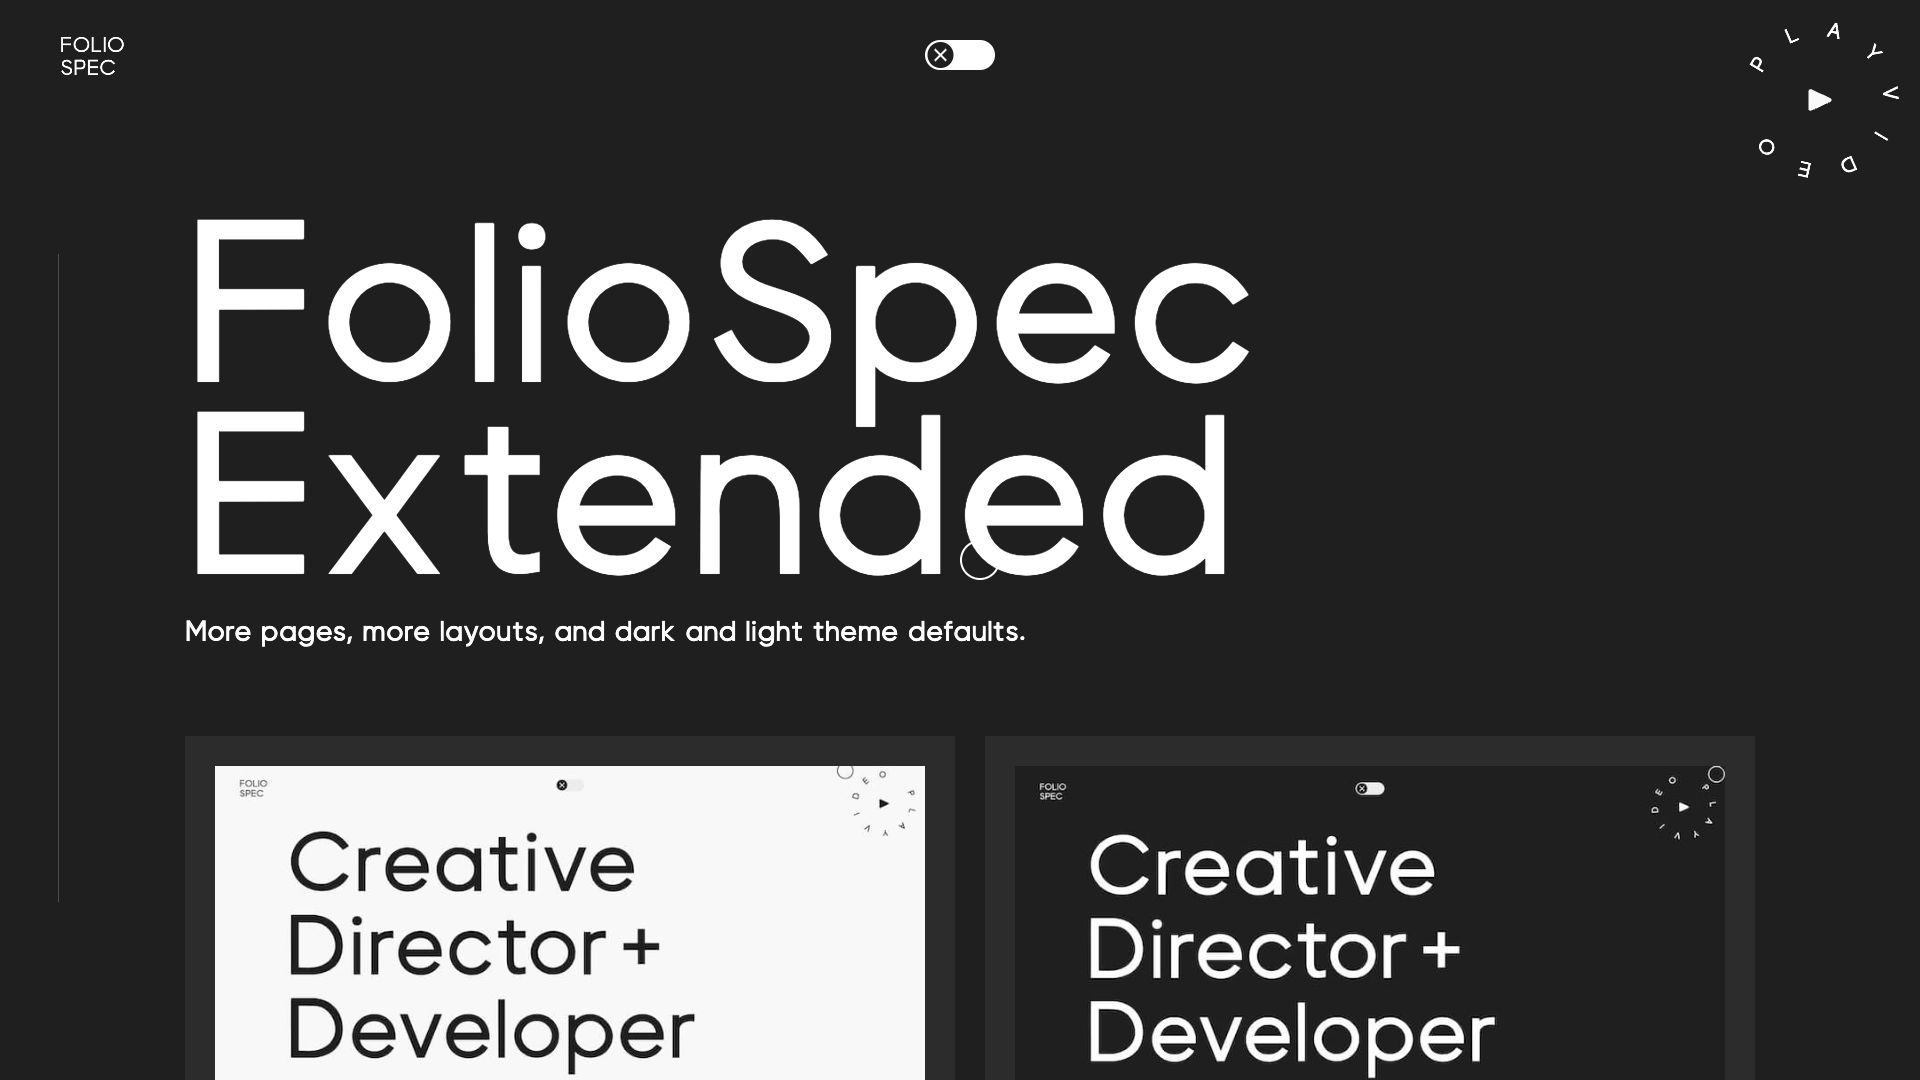 FOLIO
SPEC
PLAY VIDEO
FolioSpec
Extended
More pages, more layouts, and dark and light theme defaults.
FOLIO
SPEC
PLAY VIDEO
Creative
Director +
Developer
FOLIO
SPEC
PLAY VIDEO
Creative
Director +
Developer